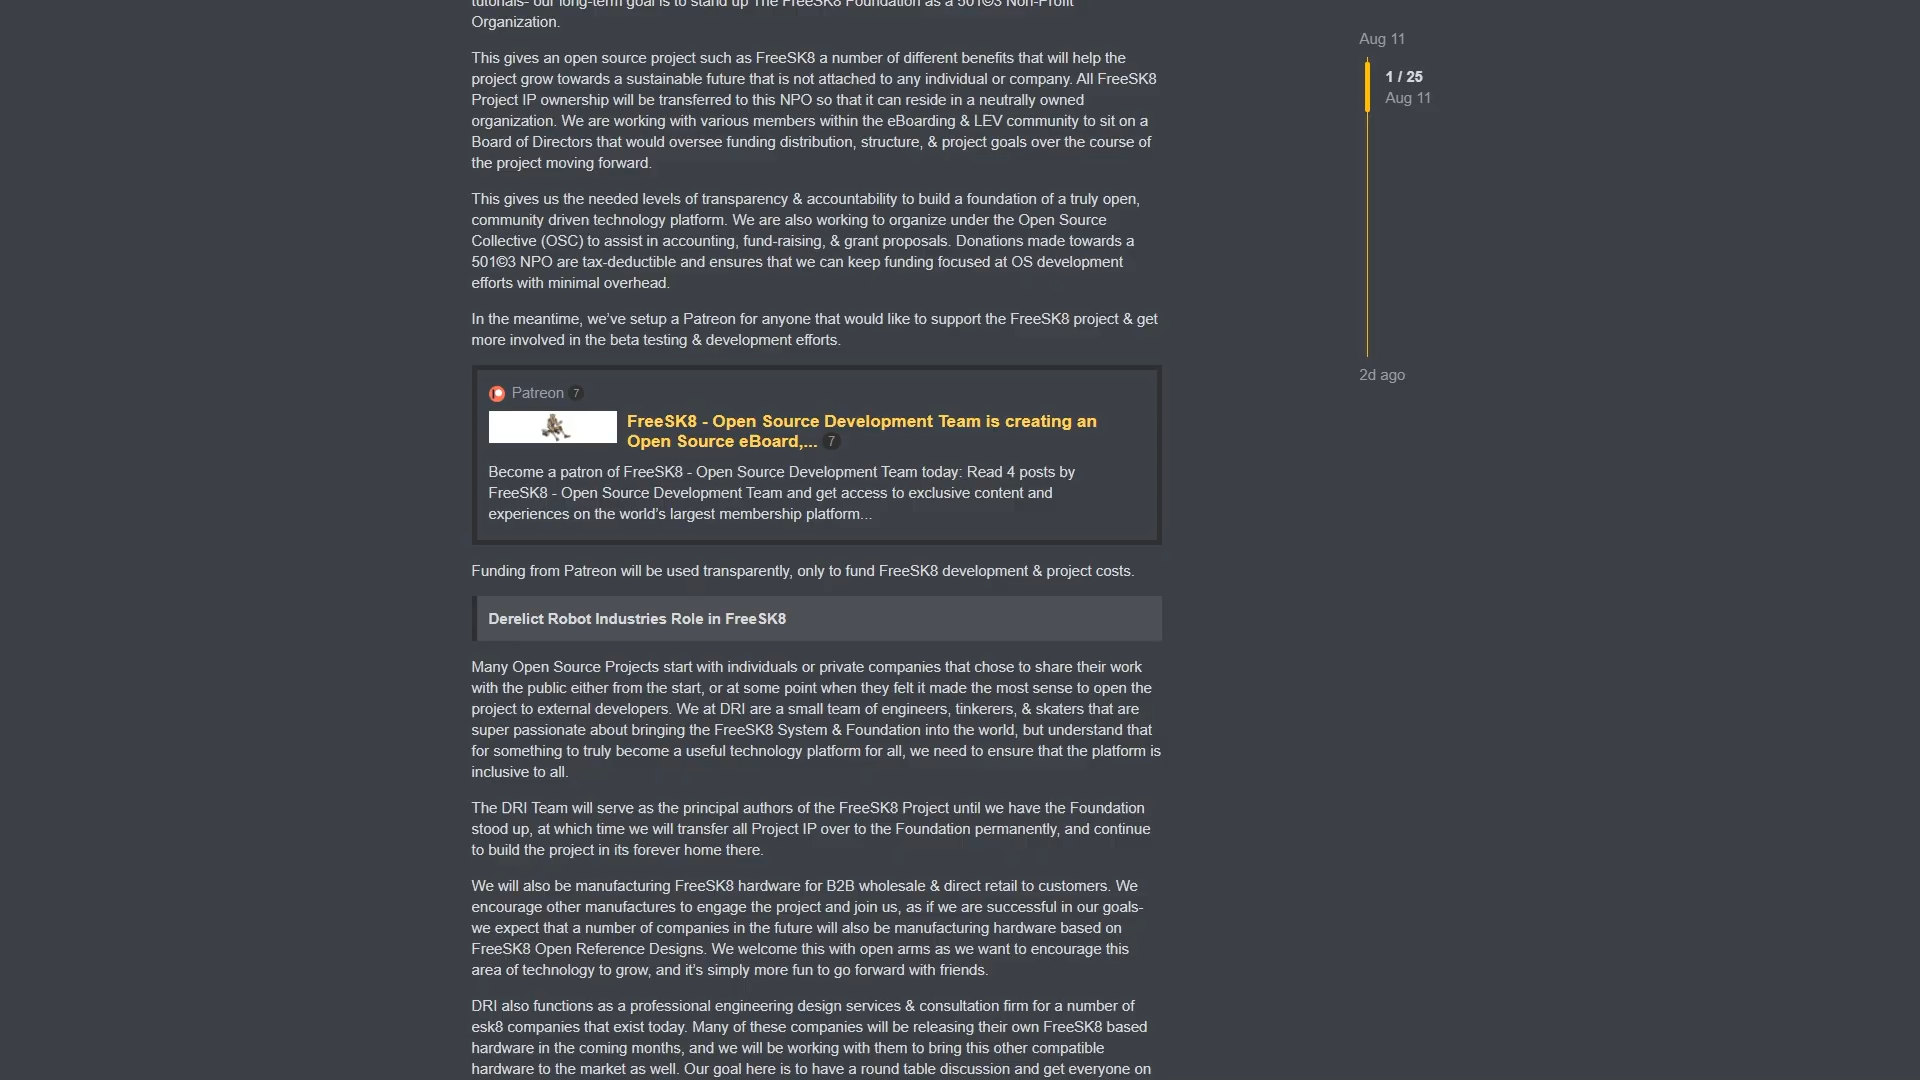 tutorials- our long-term goal is to stand up The FreeSK8 Foundation as a 501©3 Non-Profit
Organization.
This gives an open source project such as FreeSK8 a number of different benefits that will help the
project grow towards a sustainable future that is not attached to any individual or company. All FreeSK8
Project IP ownership will be transferred to this NPO so that it can reside in a neutrally owned
organization. We are working with various members within the eBoarding & LEV community to sit on a
Board of Directors that would oversee funding distribution, structure, & project goals over the course of
the project moving forward.
This gives us the needed levels of transparency & accountability to build a foundation of a truly open,
community driven technology platform. We are also working to organize under the Open Source
Collective (OSC) to assist in accounting, fund-raising, & grant proposals. Donations made towards a
501©3 NPO are tax-deductible and ensures that we can keep funding focused at OS development
efforts with minimal overhead.
In the meantime, we’ve setup a Patreon for anyone that would like to support the FreeSK8 project & get
more involved in the beta testing & development efforts.
Patreon 7
FreeSK8 - Open Source Development Team is creating an
Open Source eBoard,... 7
Become a patron of FreeSK8 - Open Source Development Team today: Read 4 posts by
FreeSK8 - Open Source Development Team and get access to exclusive content and
experiences on the world’s largest membership platform...
Funding from Patreon will be used transparently, only to fund FreeSK8 development & project costs.
Derelict Robot Industries Role in FreeSK8
Many Open Source Projects start with individuals or private companies that chose to share their work
with the public either from the start, or at some point when they felt it made the most sense to open the
project to external developers. We at DRI are a small team of engineers, tinkerers, & skaters that are
super passionate about bringing the FreeSK8 System & Foundation into the world, but understand that
for something to truly become a useful technology platform for all, we need to ensure that the platform is
inclusive to all.
The DRI Team will serve as the principal authors of the FreeSK8 Project until we have the Foundation
stood up, at which time we will transfer all Project IP over to the Foundation permanently, and continue
to build the project in its forever home there.
We will also be manufacturing FreeSK8 hardware for B2B wholesale & direct retail to customers. We
encourage other manufactures to engage the project and join us, as if we are successful in our goals-
we expect that a number of companies in the future will also be manufacturing hardware based on
FreeSK8 Open Reference Designs. We welcome this with open arms as we want to encourage this
area of technology to grow, and it’s simply more fun to go forward with friends.
DRI also functions as a professional engineering design services & consultation firm for a number of
esk8 companies that exist today. Many of these companies will be releasing their own FreeSK8 based
hardware in the coming months, and we will be working with them to bring this other compatible
hardware to the market as well. Our goal here is to have a round table discussion and get everyone on
Aug 11
1 / 25
Aug 11
2d ago